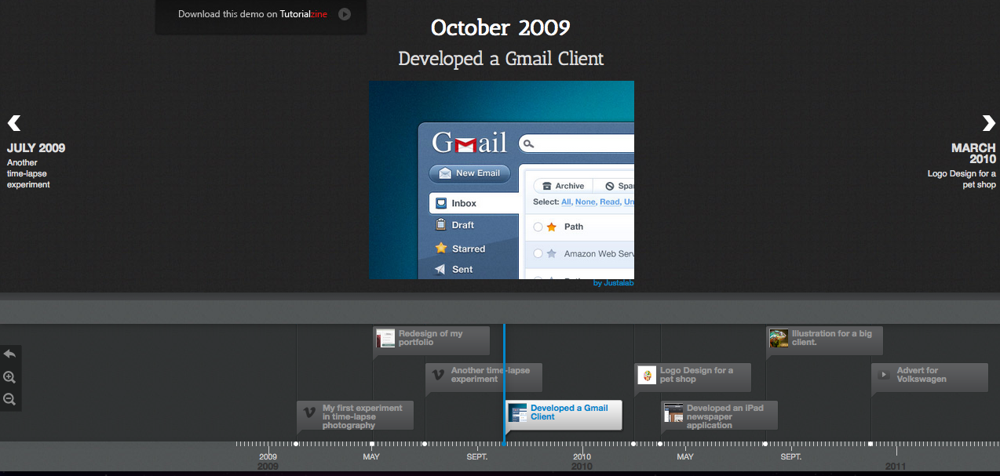 Download this demo on Tutorialzine
October 2009
Developed a Gmail Client
JULY 2009
Another
time-lapse
experiment
MARCH
2010
Logo Design for a
pet shop
Gmail
New Email
Inbox
Draft
Starred
Sent
Archive
Select: All, None, Read,
Path
Amazon Web
by Justalab
Redesign of my
portfolio
Illustration for a big
client.
Another time-lapse
experiment
Logo Design for a
pet shop
Advert for
Volkswagen
My first experiment
in time-lapse
photography
Developed a Gmail
Client
Developed an iPad
newspaper
application
2009 MAY SEPT. 2010 MAY SEPT.
2009 2010 2011